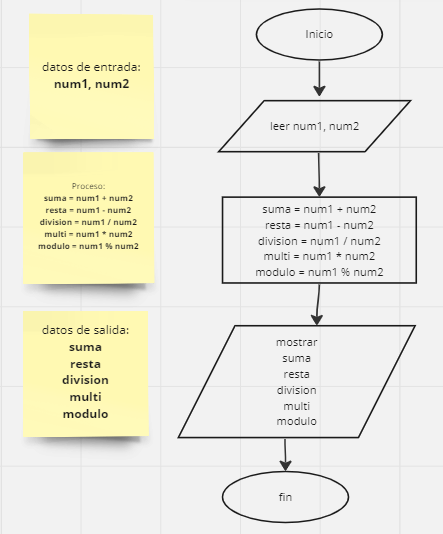 datos de entrada:
num1, num2
Proceso:
suma = num1 + num2
resta = num1 - num2
division = num1 / num2
multi = num1 * num2
modulo = num1 % num2
datos de salida:
suma
resta
division
multi
modulo
Inicio
leer num1, num2
suma = num1 + num2
resta = num1 - num2
division = num1 / num2
multi = num1 * num2
modulo = num1 % num2
mostrar
suma
resta
division
multi
modulo
fin